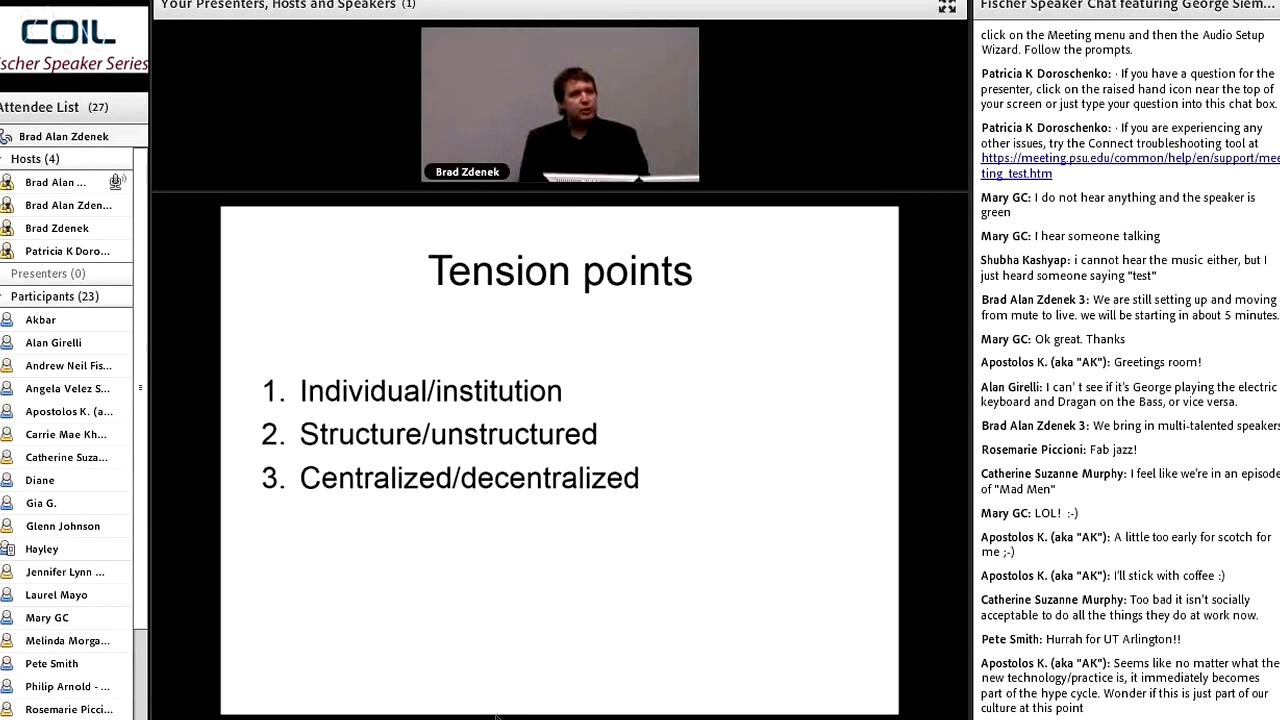 COIL
ischer Speaker Series
Attendee List (27)
Brad Alan Zdenek
Hosts (4)
Brad Alan ...
Brad Alan Zden...
Brad Zdenek
Patricia K Doro...
Presenters (0)
Participants (23)
Akbar
Alan Girelli
Andrew Neil Fis...
Angela Velez S...
Apostolos K. (a...
Carrie Mae Kh...
Catherine Suza...
Diane
Gia G.
Glenn Johnson
Hayley
Jennifer Lynn ...
Laurel Mayo
Mary GC
Melinda Morga...
Pete Smith
Philip Arnold - ...
Rosemarie Picci...
Your Presenters, Hosts and Speakers (1)
Brad Zdenek
Tension points
1. Individual/institution
2. Structure/unstructured
3. Centralized/decentralized
Fischer Speaker Chat featuring George Siem...
click on the Meeting menu and then the Audio Setup
Wizard. Follow the prompts.
Patricia K Doroschenko: · If you have a question for the
presenter, click on the raised hand icon near the top of
your screen or just type your question into this chat box.
Patricia K Doroschenko: · If you are experiencing any
other issues, try the Connect troubleshooting tool at
https://meeting.psu.edu/common/help/en/support/mee
ting_test.htm
Mary GC: I do not hear anything and the speaker is
green
Mary GC: I hear someone talking
Shubha Kashyap: i cannot hear the music either, but I
just heard someone saying "test"
Brad Alan Zdenek 3: We are still setting up and moving
from mute to live. we will be starting in about 5 minutes.
Mary GC: Ok great. Thanks
Apostolos K. (aka "AK"): Greetings room!
Alan Girelli: I can' t see if it's George playing the electric
keyboard and Dragan on the Bass, or vice versa.
Brad Alan Zdenek 3: We bring in multi-talented speakers
Rosemarie Piccioni: Fab jazz!
Catherine Suzanne Murphy: I feel like we're in an episode
of "Mad Men"
Mary GC: LOL! :-)
Apostolos K. (aka "AK"): A little too early for scotch for
me ;-)
Apostolos K. (aka "AK"): I'll stick with coffee :)
Catherine Suzanne Murphy: Too bad it isn't socially
acceptable to do all the things they do at work now.
Pete Smith: Hurrah for UT Arlington!!
Apostolos K. (aka "AK"): Seems like no matter what the
new technology/practice is, it immediately becomes
part of the hype cycle. Wonder if this is just part of our
culture at this point